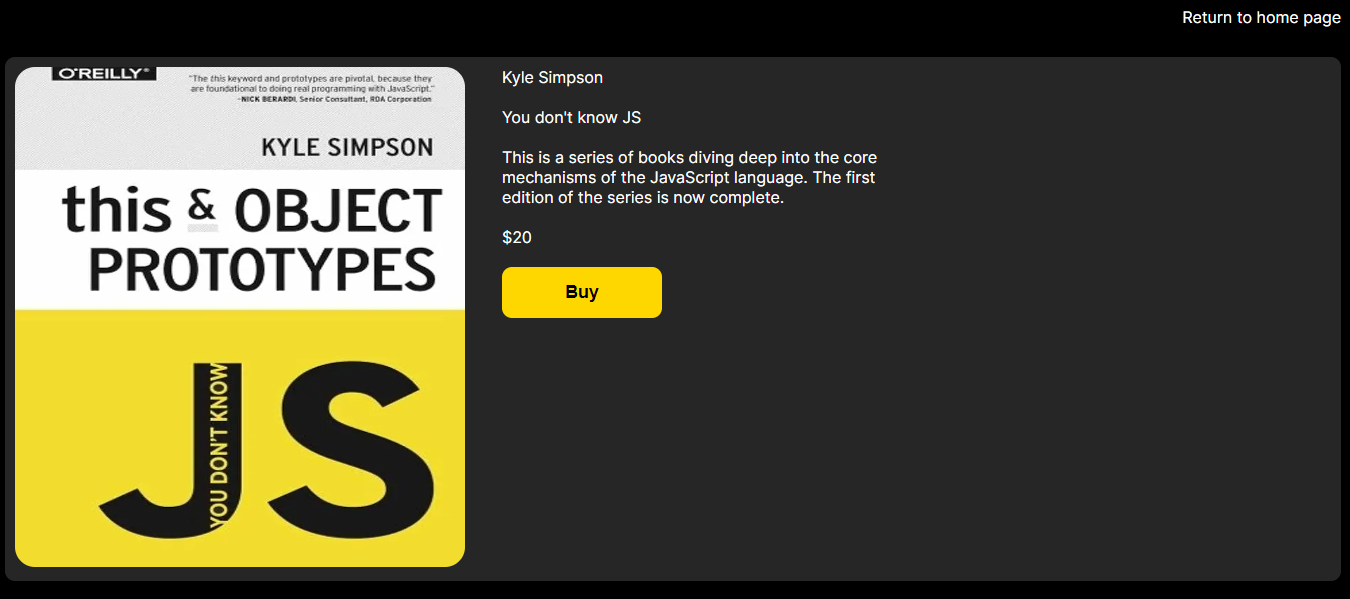 Return to home page
O'REILLY®
"The this keyword and prototypes are pivotal, because they
are foundational to doing real programming with JavaScript."
–NICK BERARDI, Senior Consultant, RDA Corporation
KYLE SIMPSON
this & OBJECT
PROTOTYPES
YOU DON'T KNOW
JS
Kyle Simpson
You don't know JS
This is a series of books diving deep into the core
mechanisms of the JavaScript language. The first
edition of the series is now complete.
$20
Buy